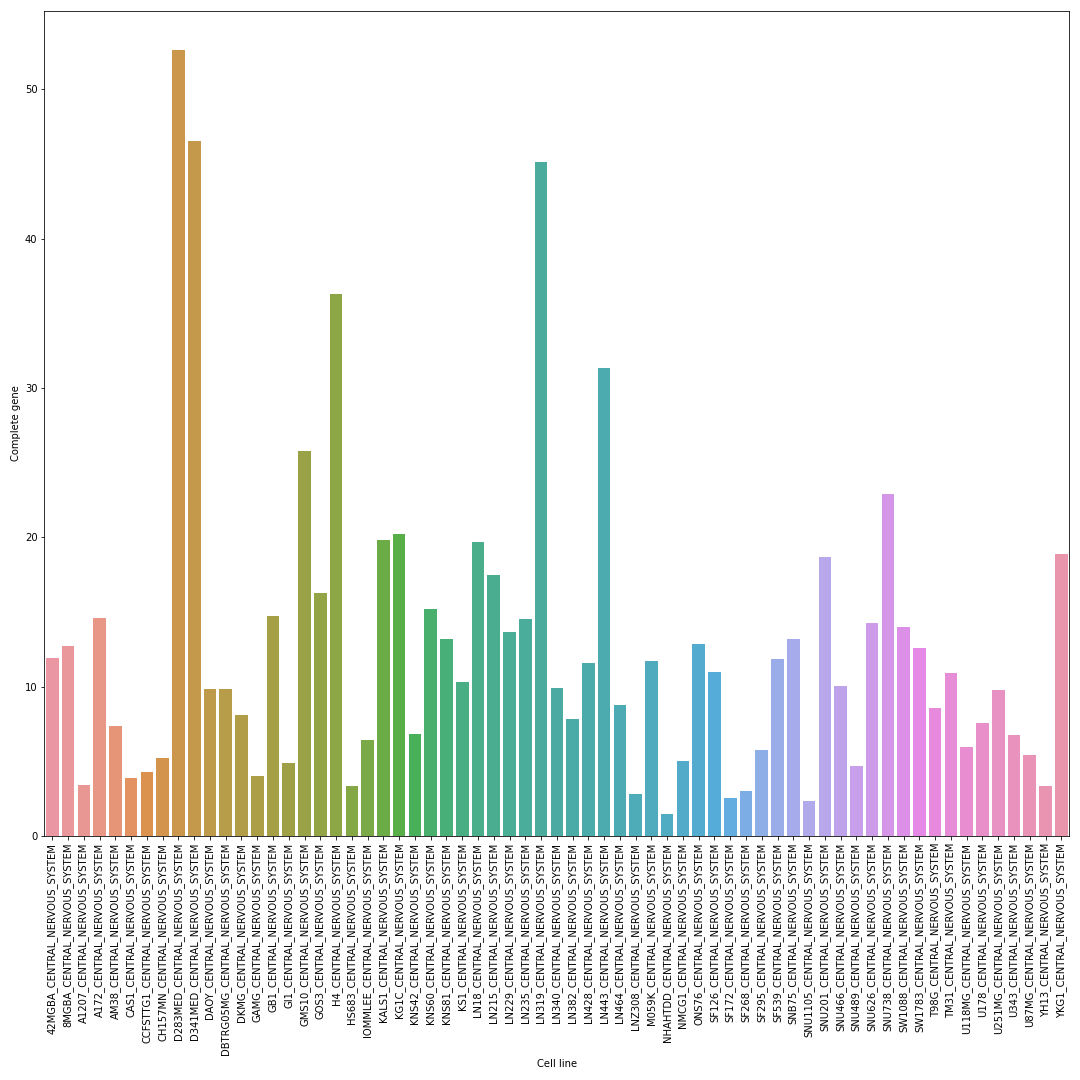 50
40
30
20
10
0
Complete gene
42MGBA_CENTRAL_NERVOUS_SYSTEM
8MGBA_CENTRAL_NERVOUS_SYSTEM
A1207_CENTRAL_NERVOUS_SYSTEM
A172_CENTRAL_NERVOUS_SYSTEM
AM38_CENTRAL_NERVOUS_SYSTEM
CAS1_CENTRAL_NERVOUS_SYSTEM
CCFSTTG1_CENTRAL_NERVOUS_SYSTEM
CH157MN_CENTRAL_NERVOUS_SYSTEM
D283MED_CENTRAL_NERVOUS_SYSTEM
D341MED_CENTRAL_NERVOUS_SYSTEM
DAOY_CENTRAL_NERVOUS_SYSTEM
DBTRG05MG_CENTRAL_NERVOUS_SYSTEM
DKMG_CENTRAL_NERVOUS_SYSTEM
GAMG_CENTRAL_NERVOUS_SYSTEM
GB1_CENTRAL_NERVOUS_SYSTEM
GI1_CENTRAL_NERVOUS_SYSTEM
GMS10_CENTRAL_NERVOUS_SYSTEM
GOS3_CENTRAL_NERVOUS_SYSTEM
H4_CENTRAL_NERVOUS_SYSTEM
HS683_CENTRAL_NERVOUS_SYSTEM
IOMMLEE_CENTRAL_NERVOUS_SYSTEM
KALS1_CENTRAL_NERVOUS_SYSTEM
KG1C_CENTRAL_NERVOUS_SYSTEM
KNS42_CENTRAL_NERVOUS_SYSTEM
KNS60_CENTRAL_NERVOUS_SYSTEM
KNS81_CENTRAL_NERVOUS_SYSTEM
KS1_CENTRAL_NERVOUS_SYSTEM
LN18_CENTRAL_NERVOUS_SYSTEM
LN215_CENTRAL_NERVOUS_SYSTEM
LN229_CENTRAL_NERVOUS_SYSTEM
LN235_CENTRAL_NERVOUS_SYSTEM
LN319_CENTRAL_NERVOUS_SYSTEM
LN340_CENTRAL_NERVOUS_SYSTEM
LN382_CENTRAL_NERVOUS_SYSTEM
LN428_CENTRAL_NERVOUS_SYSTEM
LN443_CENTRAL_NERVOUS_SYSTEM
LN464_CENTRAL_NERVOUS_SYSTEM
LNZ308_CENTRAL_NERVOUS_SYSTEM
M059K_CENTRAL_NERVOUS_SYSTEM
NHAHTDD_CENTRAL_NERVOUS_SYSTEM
NMCG1_CENTRAL_NERVOUS_SYSTEM
ONS76_CENTRAL_NERVOUS_SYSTEM
SF126_CENTRAL_NERVOUS_SYSTEM
SF172_CENTRAL_NERVOUS_SYSTEM
SF268_CENTRAL_NERVOUS_SYSTEM
SF295_CENTRAL_NERVOUS_SYSTEM
SF539_CENTRAL_NERVOUS_SYSTEM
SNB75_CENTRAL_NERVOUS_SYSTEM
SNU1105_CENTRAL_NERVOUS_SYSTEM
SNU201_CENTRAL_NERVOUS_SYSTEM
SNU466_CENTRAL_NERVOUS_SYSTEM
SNU489_CENTRAL_NERVOUS_SYSTEM
SNU626_CENTRAL_NERVOUS_SYSTEM
SNU738_CENTRAL_NERVOUS_SYSTEM
SW1088_CENTRAL_NERVOUS_SYSTEM
SW1783_CENTRAL_NERVOUS_SYSTEM
T98G_CENTRAL_NERVOUS_SYSTEM
TM31_CENTRAL_NERVOUS_SYSTEM
U118MG_CENTRAL_NERVOUS_SYSTEM
U178_CENTRAL_NERVOUS_SYSTEM
U251MG_CENTRAL_NERVOUS_SYSTEM
U343_CENTRAL_NERVOUS_SYSTEM
U87MG_CENTRAL_NERVOUS_SYSTEM
YH13_CENTRAL_NERVOUS_SYSTEM
YKG1_CENTRAL_NERVOUS_SYSTEM
Cell line